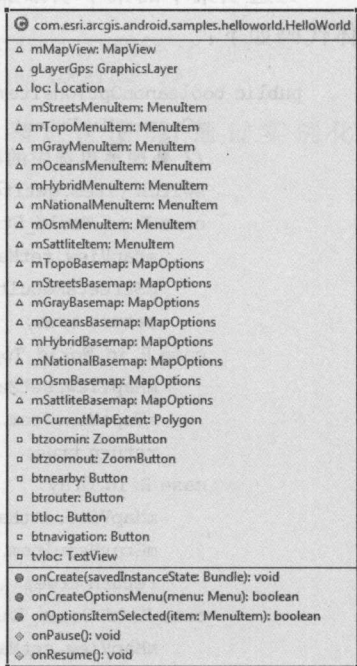 com.esri.arcgis.android.samples.helloworld.HelloWorld
mMapView: MapView
gLayerGps: GraphicsLayer
loc: Location
mStreetsMenuItem: MenuItem
mTopoMenuItem: MenuItem
mGrayMenuItem: MenuItem
mOceansMenuItem: MenuItem
mHybridMenuItem: MenuItem
mNationalMenuItem: MenuItem
mOsmMenuItem: MenuItem
mSattliteItem: MenuItem
mTopoBasemap: MapOptions
mStreetsBasemap: MapOptions
mGrayBasemap: MapOptions
mOceansBasemap: MapOptions
mHybridBasemap: MapOptions
mNationalBasemap: MapOptions
mOsmBasemap: MapOptions
mSattliteBasemap: MapOptions
mCurrentMapExtent: Polygon
btzoomin: ZoomButton
btzoomout: ZoomButton
btnearby: Button
btrouter: Button
btloc: Button
btnavigation: Button
tvloc: TextView
onCreate(savedInstanceState: Bundle): void
onCreateOptionsMenu(menu: Menu): boolean
onOptionsItemSelected(item: MenuItem): boolean
onPause(): void
onResume(): void